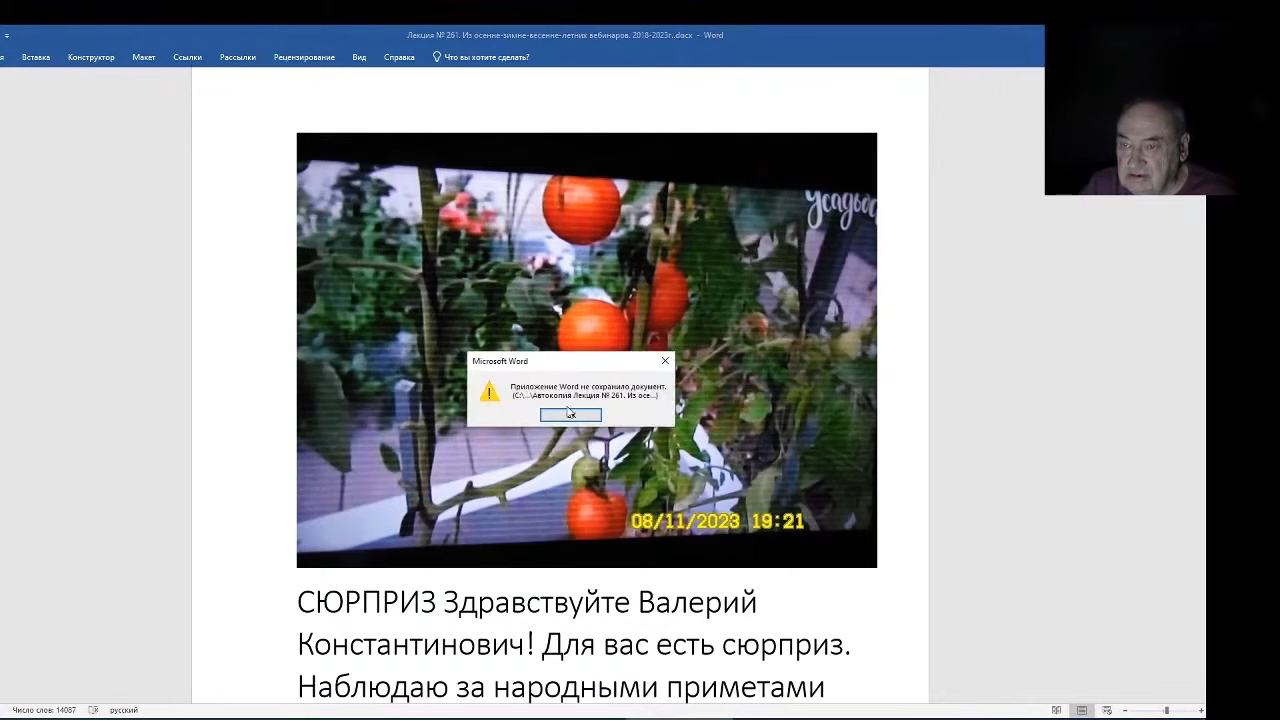 Лекция № 261. Из осенне-зимне-весенне-летних вебинаров. 2018-2023г..docx - Word
Вставка Конструктор Макет Ссылки Рассылки Рецензирование Вид Справка Что вы хотите сделать?
Усадьб
Microsoft Word
Приложение Word не сохранило документ.
(C:\...\Автокопия Лекция № 261. Из осе...)
08/11/2023 19:21
СЮРПРИЗ Здравствуйте Валерий
Константинович! Для вас есть сюрприз.
Наблюдаю за народными приметами
Число слов: 14087 русский